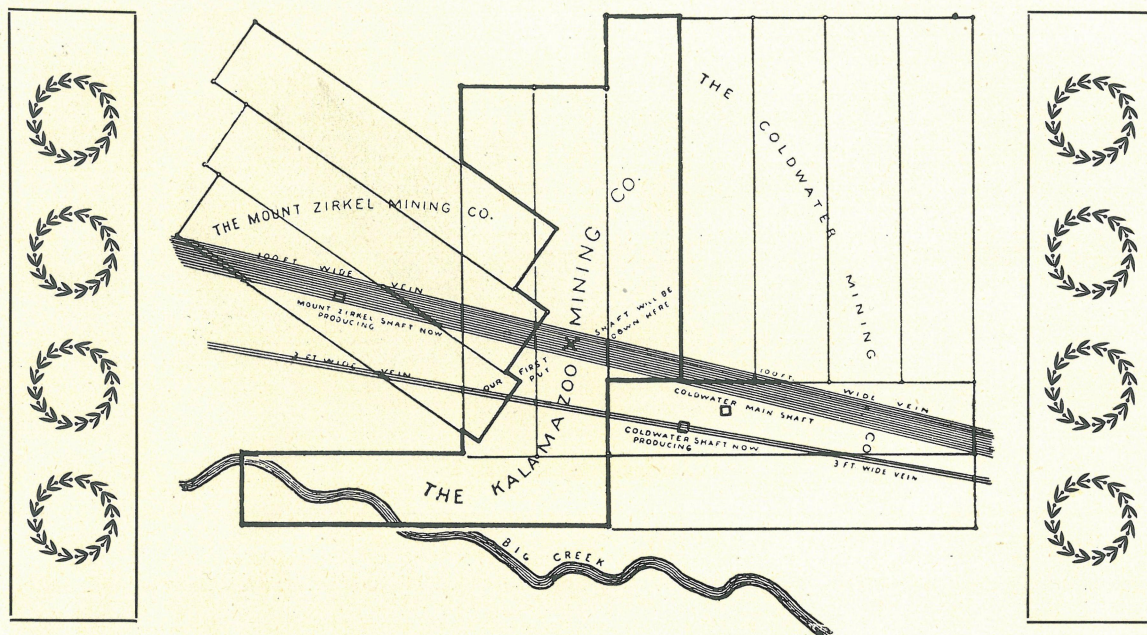 THE COLDWATER MINING CO
THE MOUNT ZIRKEL MINING CO.
THE KALAMAZOO MINING CO.
100 FT WIDE VEIN
MOUNT ZIRKEL SHAFT NOW
PRODUCING
SHAFT WILL BE
DOWN HERE
OUR FIRST
PUT
100 FT. WIDE VEIN
COLDWATER MAIN SHAFT
COLDWATER SHAFT NOW
PRODUCING
3 FT WIDE VEIN
3 FT WIDE VEIN
BIG CREEK